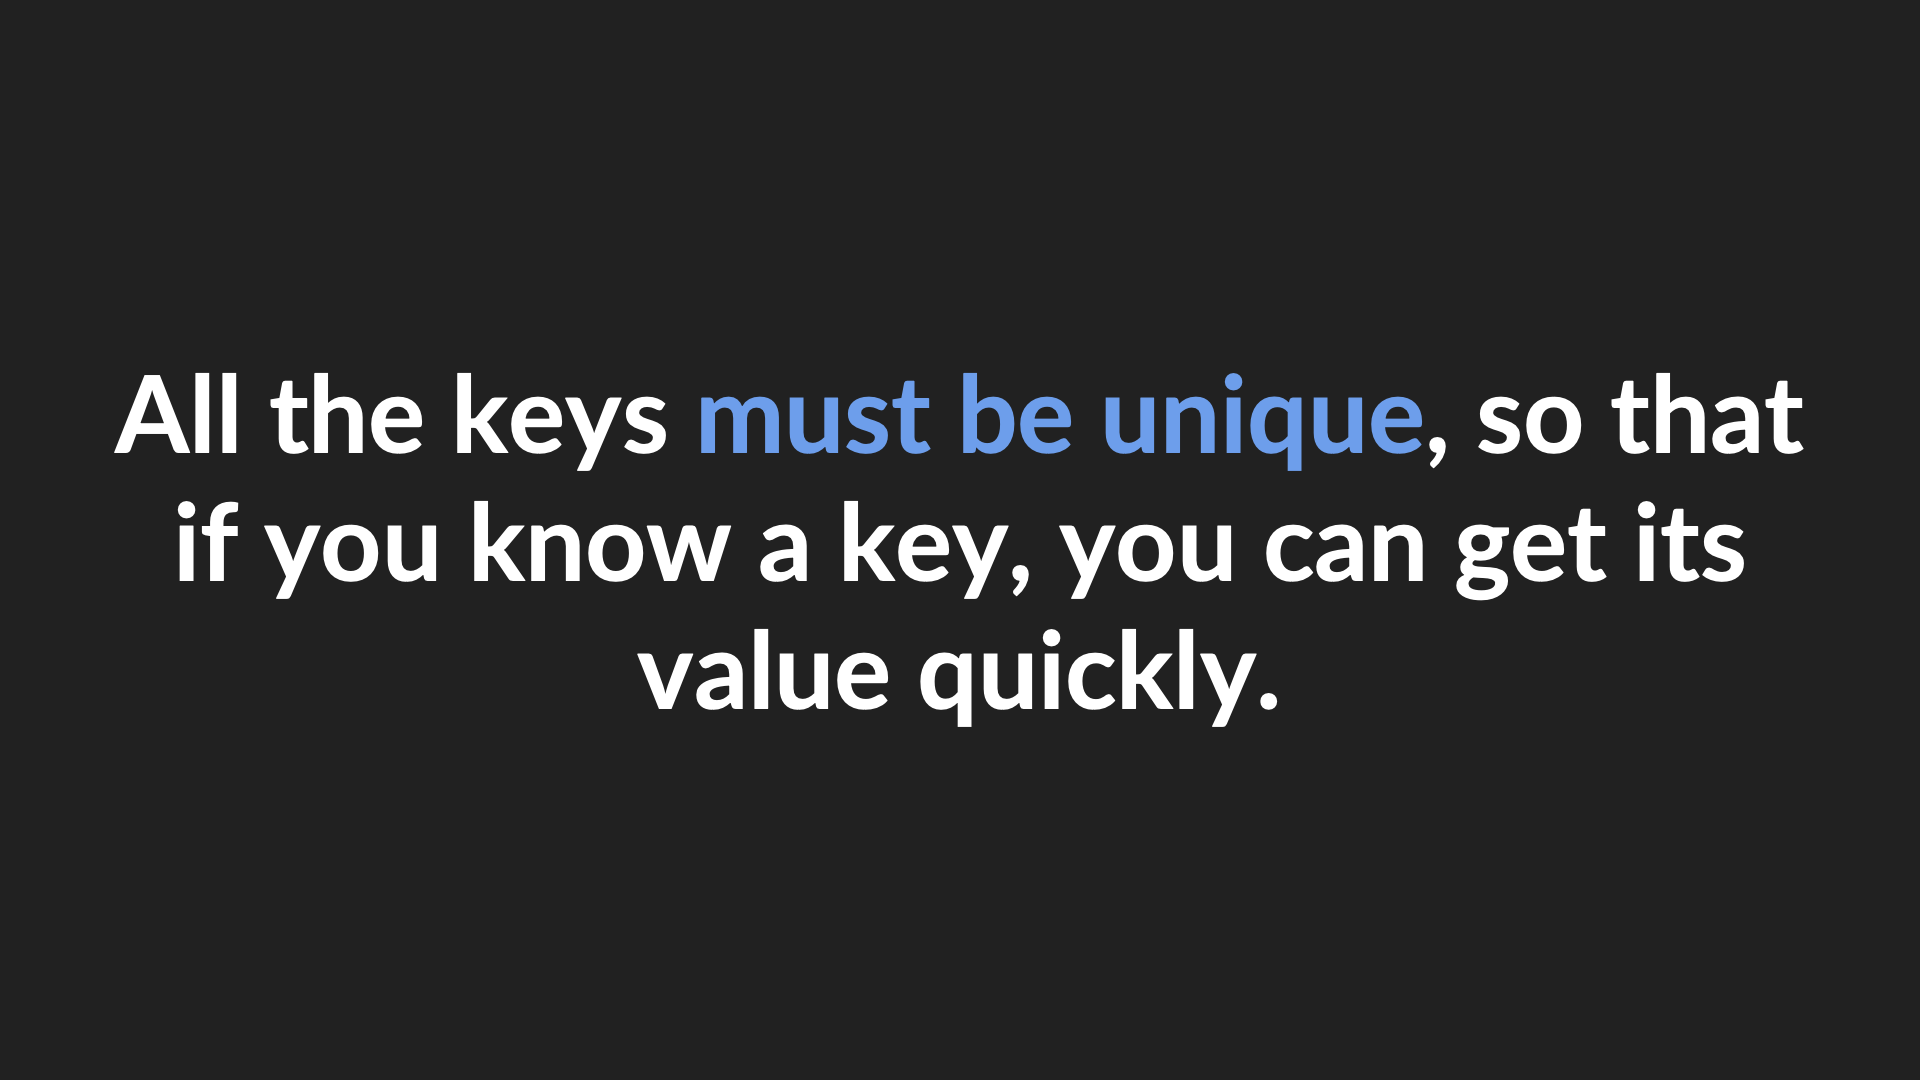 All the keys must be unique, so that
if you know a key, you can get its
value quickly.